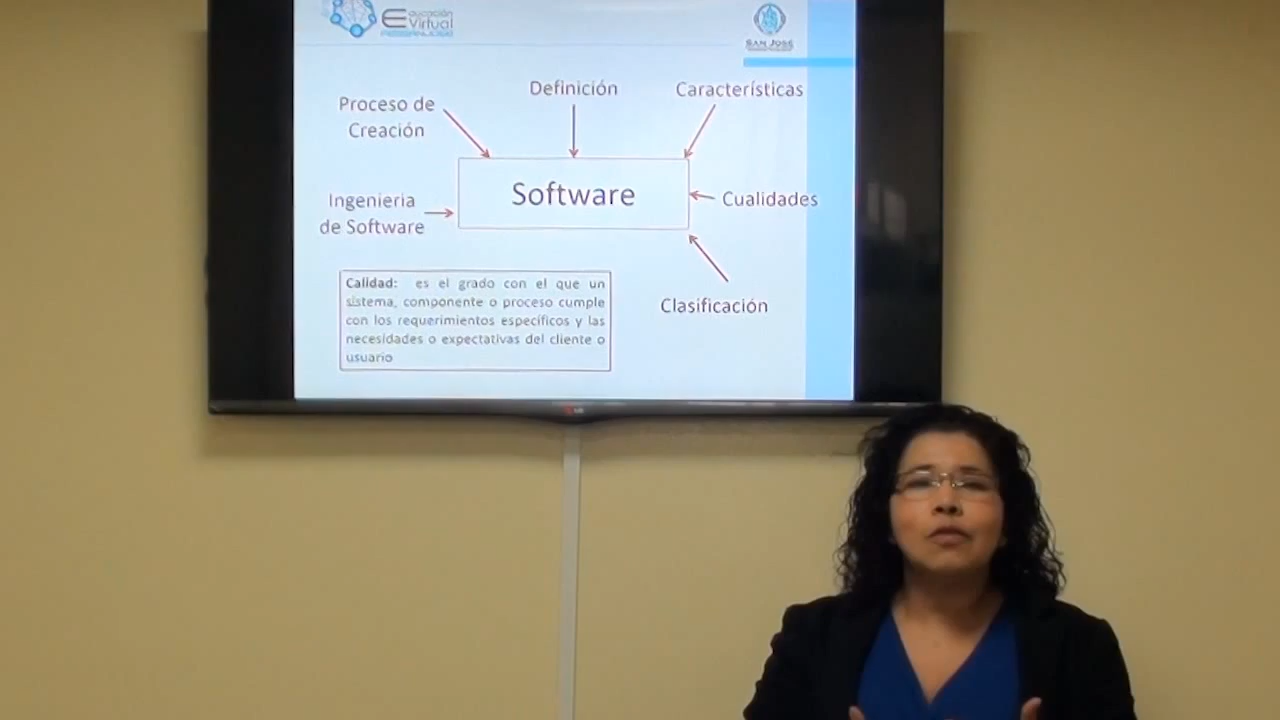 Educación
Virtual
SAN JOSÉ
Definición
Características
Proceso de
Creación
Software
Cualidades
Ingenieria
de Software
Clasificación
Calidad: es el grado con el que un
sistema, componente o proceso cumple
con los requerimientos específicos y las
necesidades o expectativas del cliente o
usuario
LG